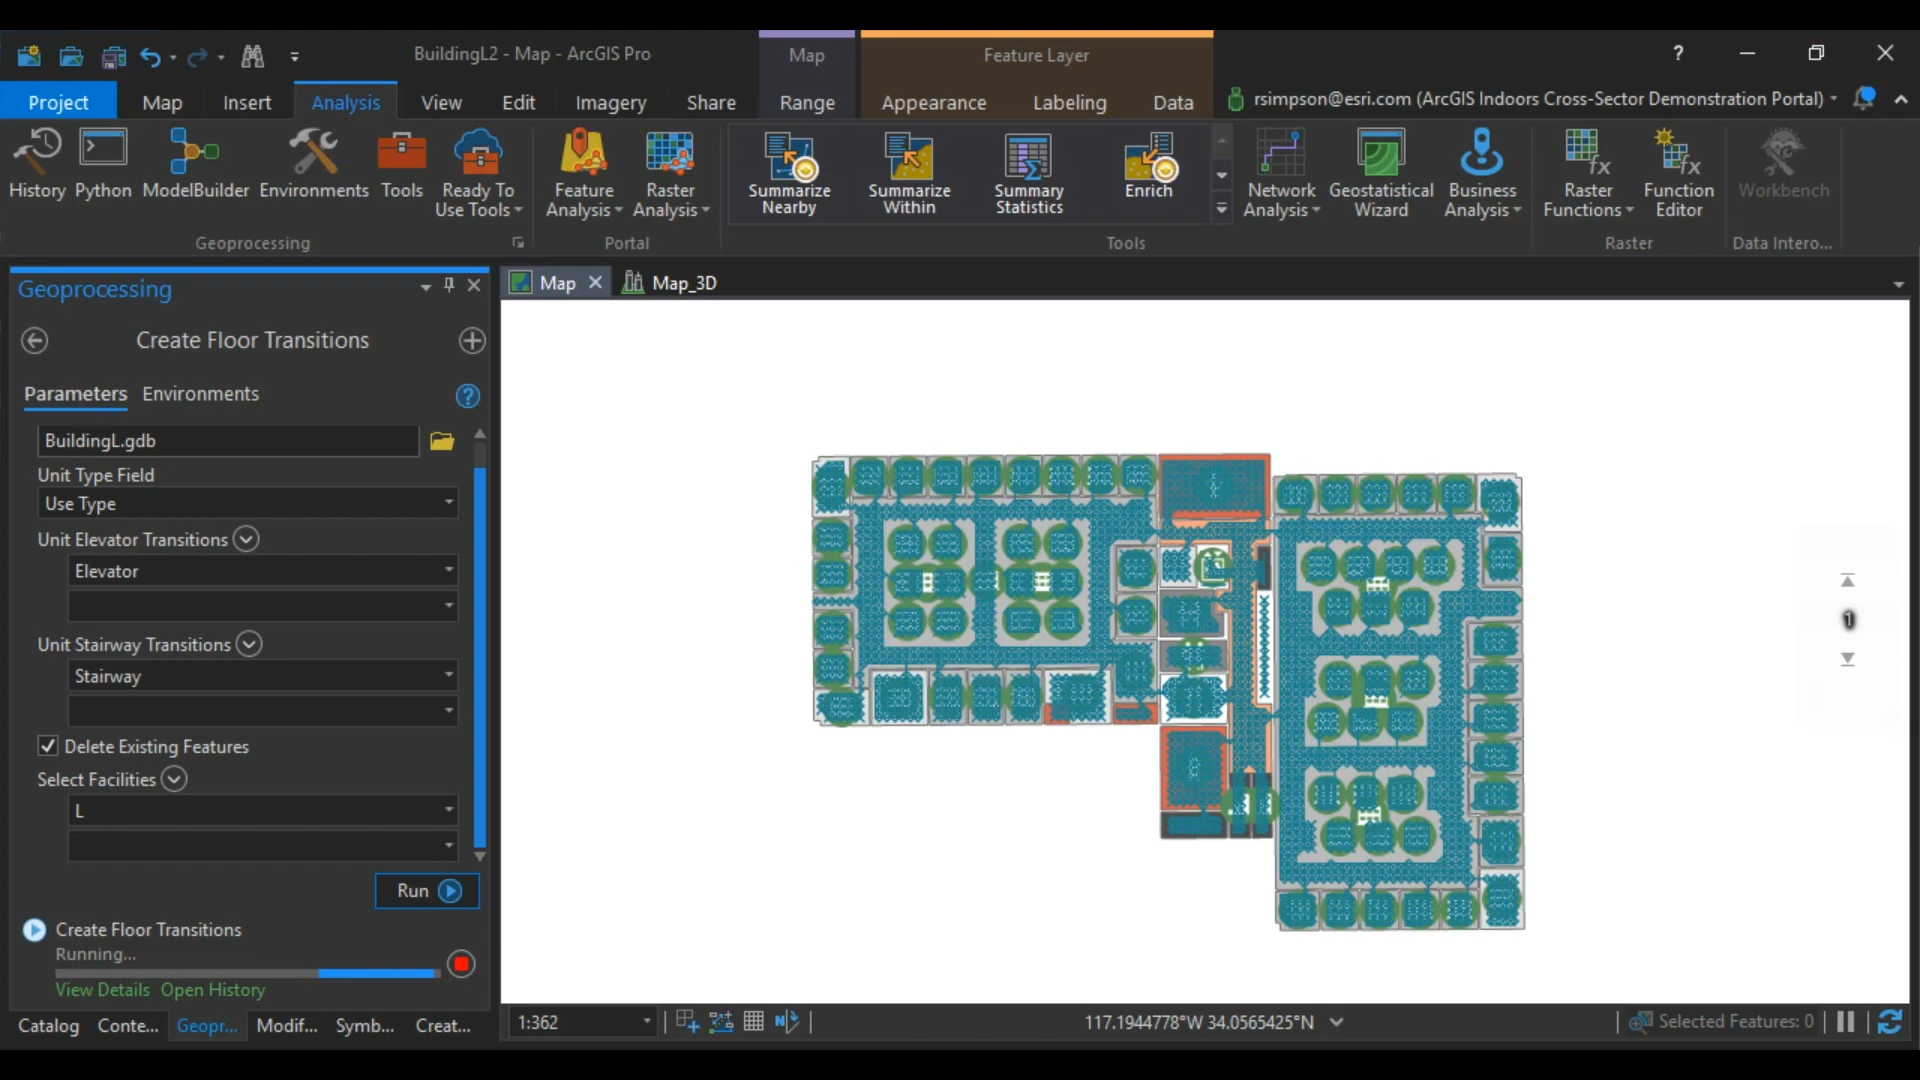 BuildingL2 - Map - ArcGIS Pro
Map
Feature Layer
?
Project
Map
Insert
Analysis
View
Edit
Imagery
Share
Range
Appearance
Labeling
Data
rsimpson@esri.com (ArcGIS Indoors Cross-Sector Demonstration Portal)
History
Python
ModelBuilder
Environments
Tools
Ready To
Use Tools
Feature
Analysis
Raster
Analysis
Summarize
Nearby
Summarize
Within
Summary
Statistics
Enrich
Network
Analysis
Geostatistical
Wizard
Business
Analysis
Raster
Functions
Function
Editor
Workbench
Geoprocessing
Portal
Tools
Raster
Data Intero...
Geoprocessing
Map
Map_3D
Create Floor Transitions
Parameters
Environments
?
BuildingL.gdb
Unit Type Field
Use Type
Unit Elevator Transitions
Elevator
Unit Stairway Transitions
Stairway
Delete Existing Features
Select Facilities
L
Run
Create Floor Transitions
Running...
View Details Open History
1
Catalog
Conte...
Geopr...
Modif...
Symb...
Creat...
1:362
117.1944778°W 34.0565425°N
Selected Features: 0